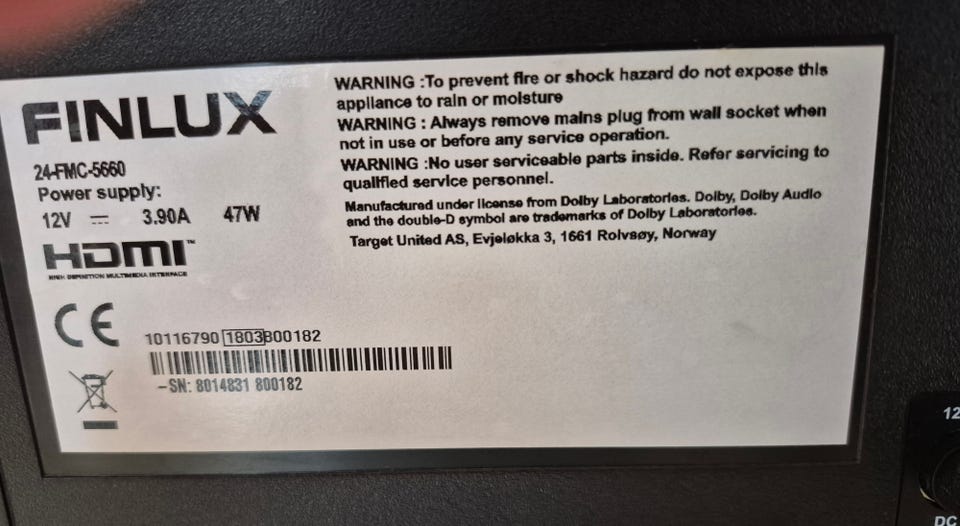 FINLUX
24-FMC-5660
Power supply:
12V 3.90A 47W
HDMI™
HIGH DEFINITION MULTIMEDIA INTERFACE
WARNING :To prevent fire or shock hazard do not expose this
appliance to rain or moisture
WARNING : Always remove mains plug from wall socket when
not in use or before any service operation.
WARNING :No user serviceable parts inside. Refer servicing to
qualified service personnel.
Manufactured under license from Dolby Laboratories. Dolby, Dolby Audio
and the double-D symbol are trademarks of Dolby Laboratories.
Target United AS, Evjeløkka 3, 1661 Rolvsøy, Norway
CE
10116790 1803B00182
-SN: 8014831 800182
12
DC